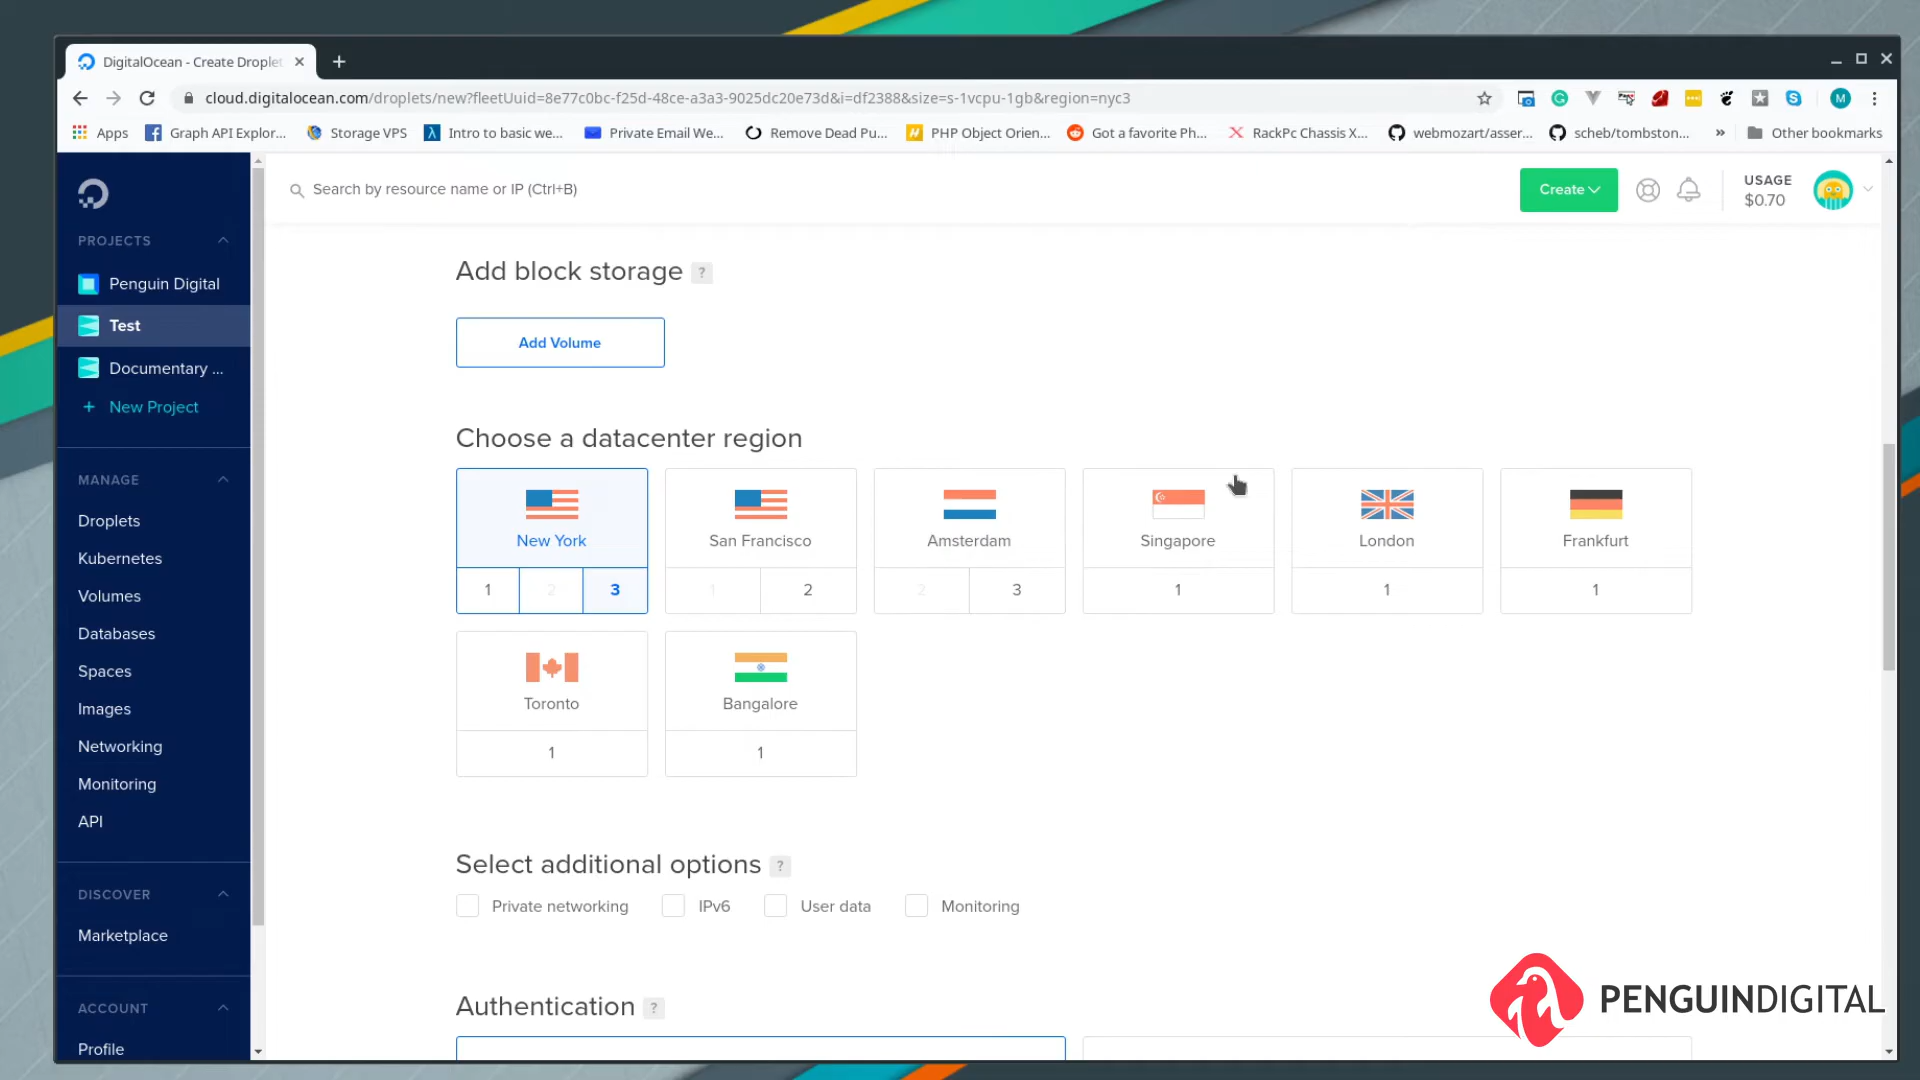 DigitalOcean - Create Droplet
cloud.digitalocean.com/droplets/new?fleetUuid=8e77c0bc-f25d-48ce-a3a3-9025dc20e73d&i=df2388&size=s-1vcpu-1gb&region=nyc3
M
Apps
Graph API Explor...
Storage VPS
Intro to basic we...
Private Email We...
Remove Dead Pu...
PHP Object Orien...
Got a favorite Ph...
RackPc Chassis X...
webmozart/asser...
scheb/tombston...
»
Other bookmarks
Search by resource name or IP (Ctrl+B)
Create
USAGE
$0.70
PROJECTS
Penguin Digital
Test
Documentary ...
+ New Project
MANAGE
Droplets
Kubernetes
Volumes
Databases
Spaces
Images
Networking
Monitoring
API
DISCOVER
Marketplace
ACCOUNT
Profile
Add block storage ?
Add Volume
Choose a datacenter region
New York
1 2 3
San Francisco
1 2
Amsterdam
2 3
Singapore
1
London
1
Frankfurt
1
Toronto
1
Bangalore
1
Select additional options ?
Private networking
IPv6
User data
Monitoring
Authentication ?
PENGUINDIGITAL